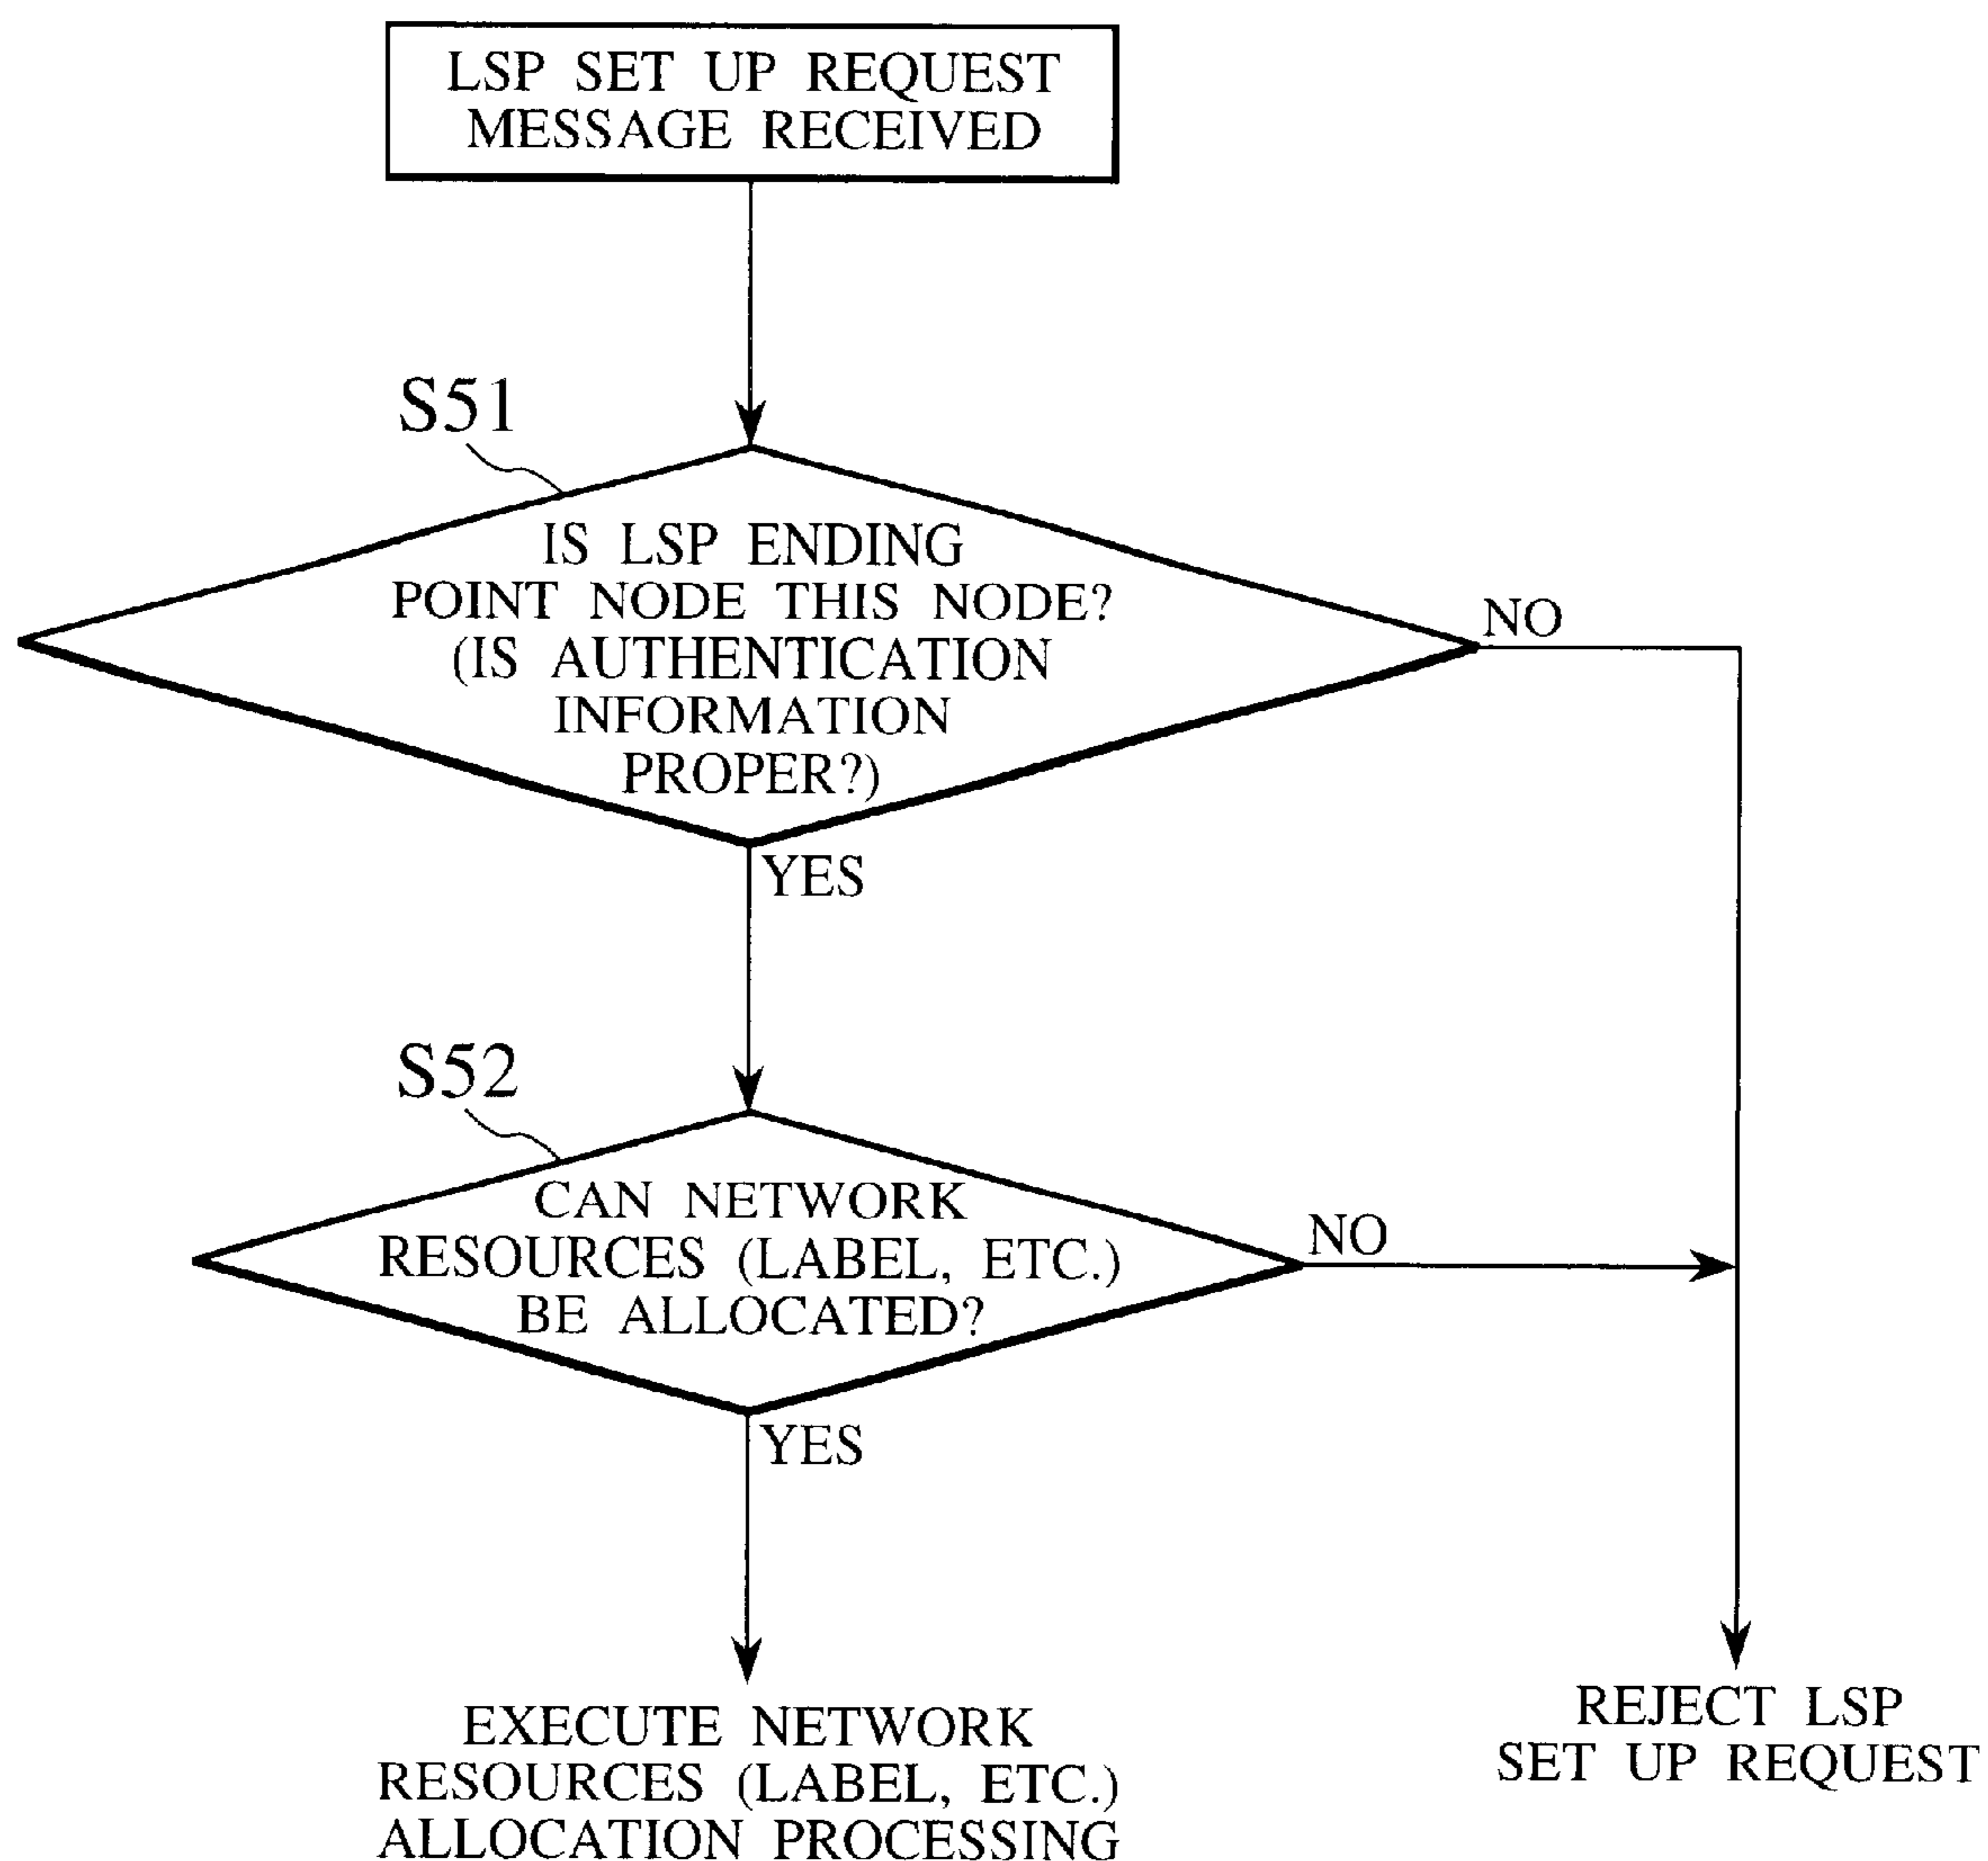 LSP SET UP REQUEST
MESSAGE RECEIVED
S51
IS LSP ENDING
POINT NODE THIS NODE?
(IS AUTHENTICATION
INFORMATION
PROPER?)
NO
YES
S52
CAN NETWORK
RESOURCES (LABEL, ETC.)
BE ALLOCATED?
NO
YES
EXECUTE NETWORK
RESOURCES (LABEL, ETC.)
ALLOCATION PROCESSING
REJECT LSP
SET UP REQUEST